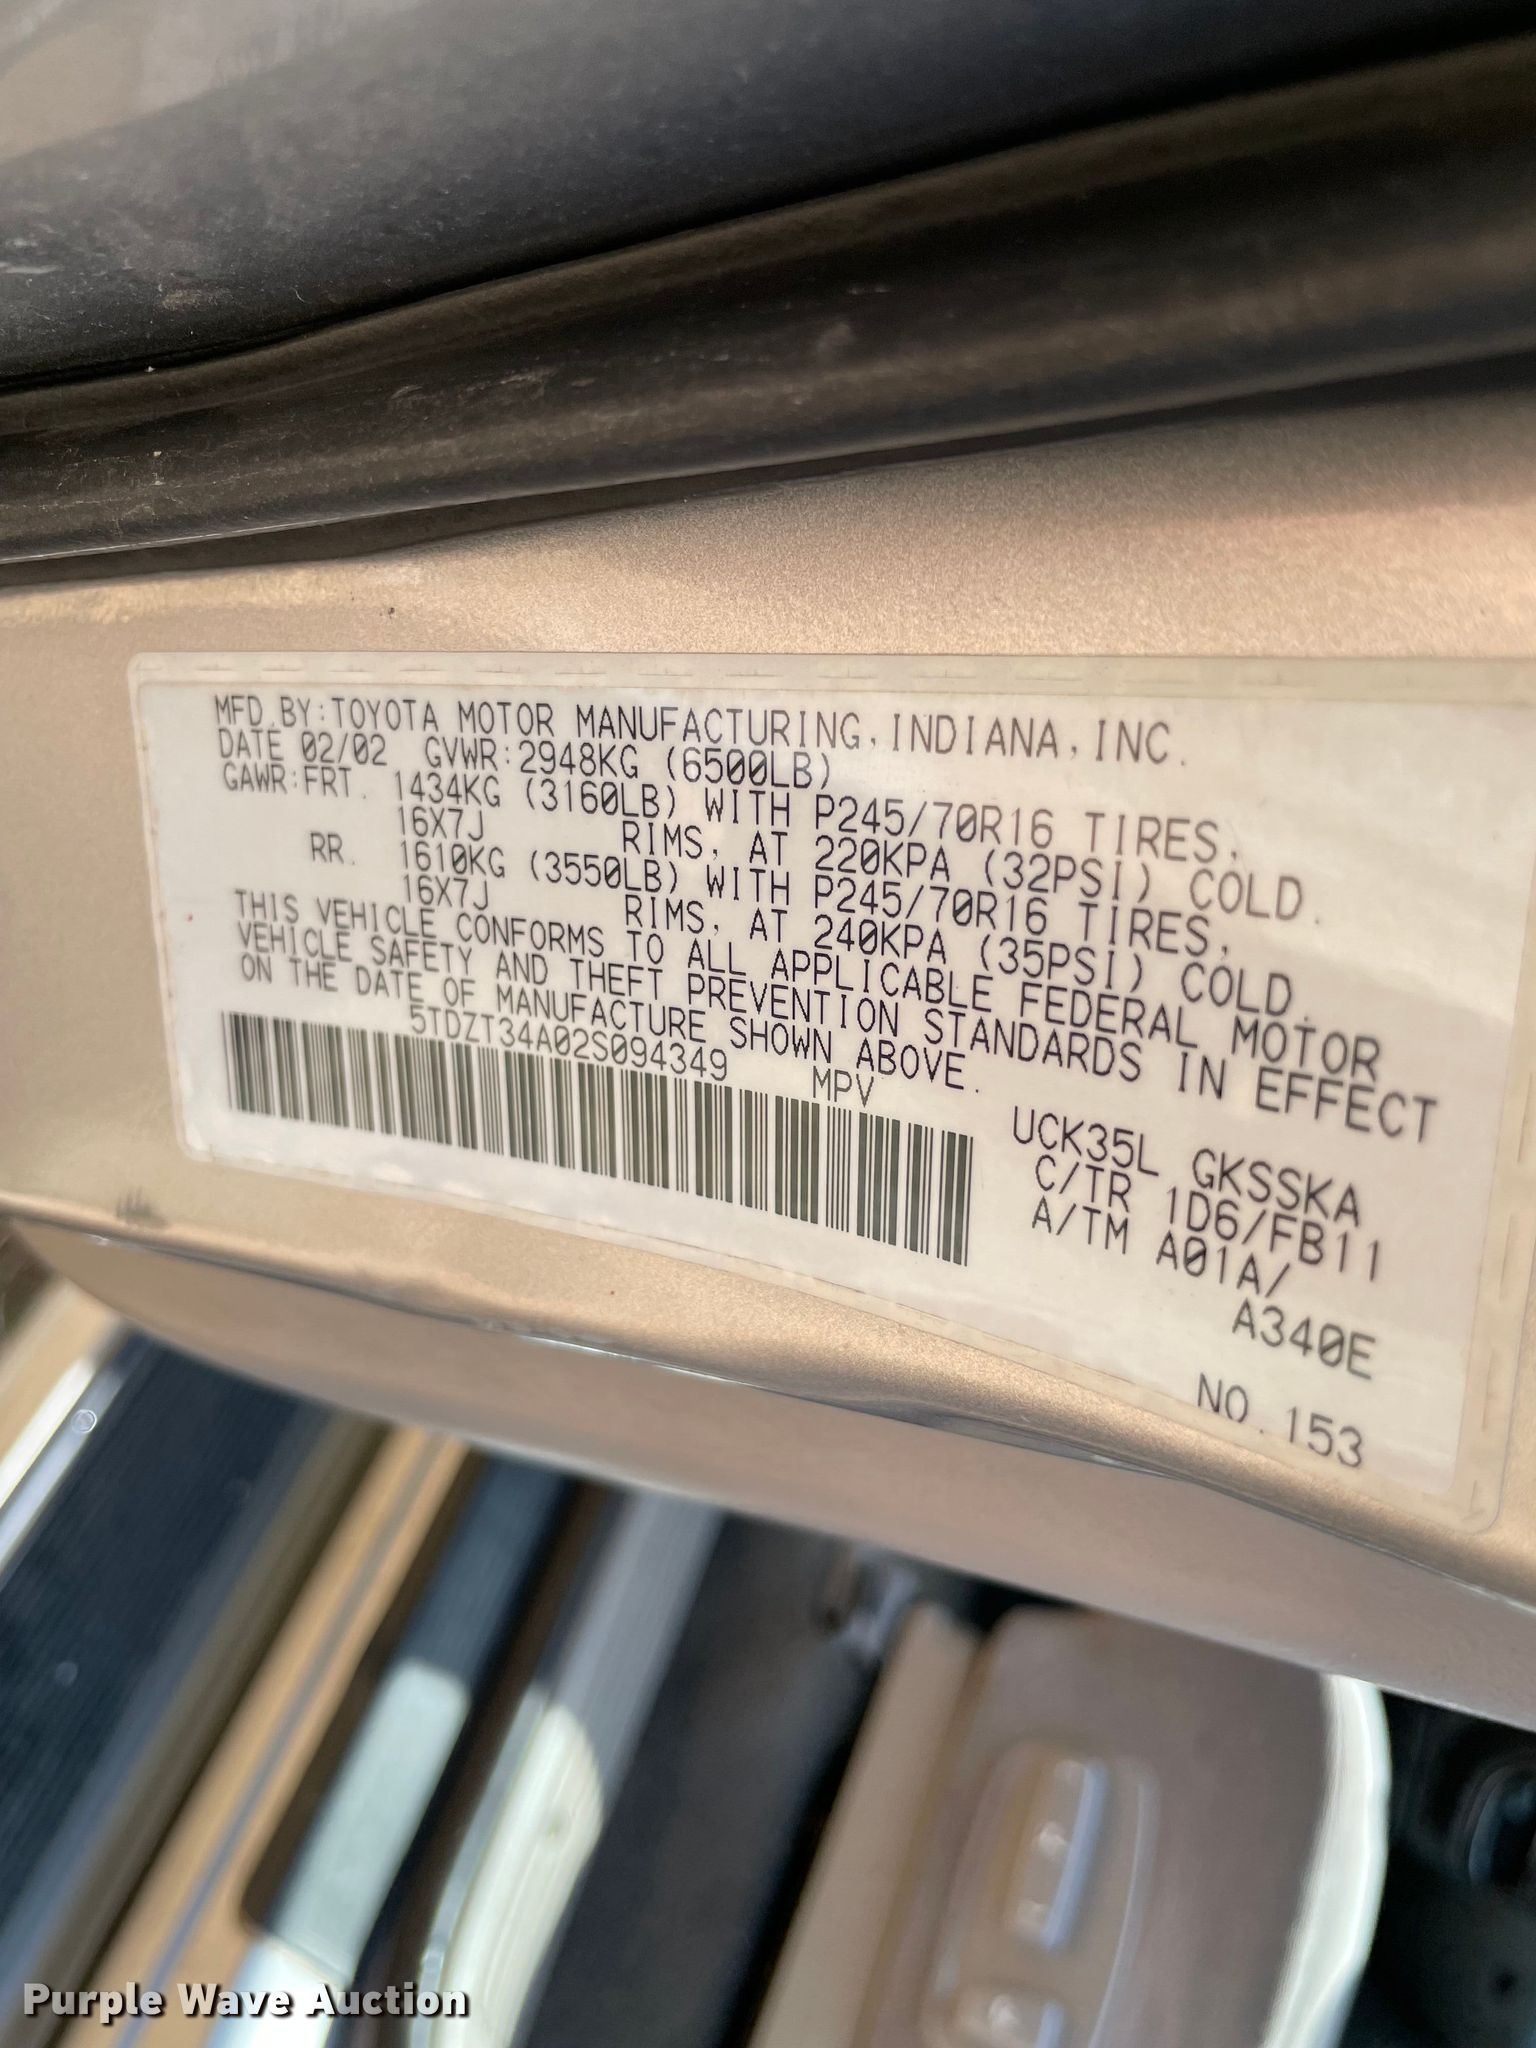 MFD.BY:TOYOTA MOTOR MANUFACTURING,INDIANA,INC.
DATE 02/02 GVWR:2948KG (6500LB)
GAWR:FRT. 1434KG (3160LB) WITH P245/70R16 TIRES,
16X7J RIMS, AT 220KPA (32PSI) COLD.
RR. 1610KG (3550LB) WITH P245/70R16 TIRES,
16X7J RIMS, AT 240KPA (35PSI) COLD.
THIS VEHICLE CONFORMS TO ALL APPLICABLE FEDERAL MOTOR
VEHICLE SAFETY AND THEFT PREVENTION STANDARDS IN EFFECT
ON THE DATE OF MANUFACTURE SHOWN ABOVE.
5TDZT34A02S094349 MPV
UCK35L GKSSKA
C/TR 1D6/FB11
A/TM A01A/
A340E
NO.153
Purple Wave Auction